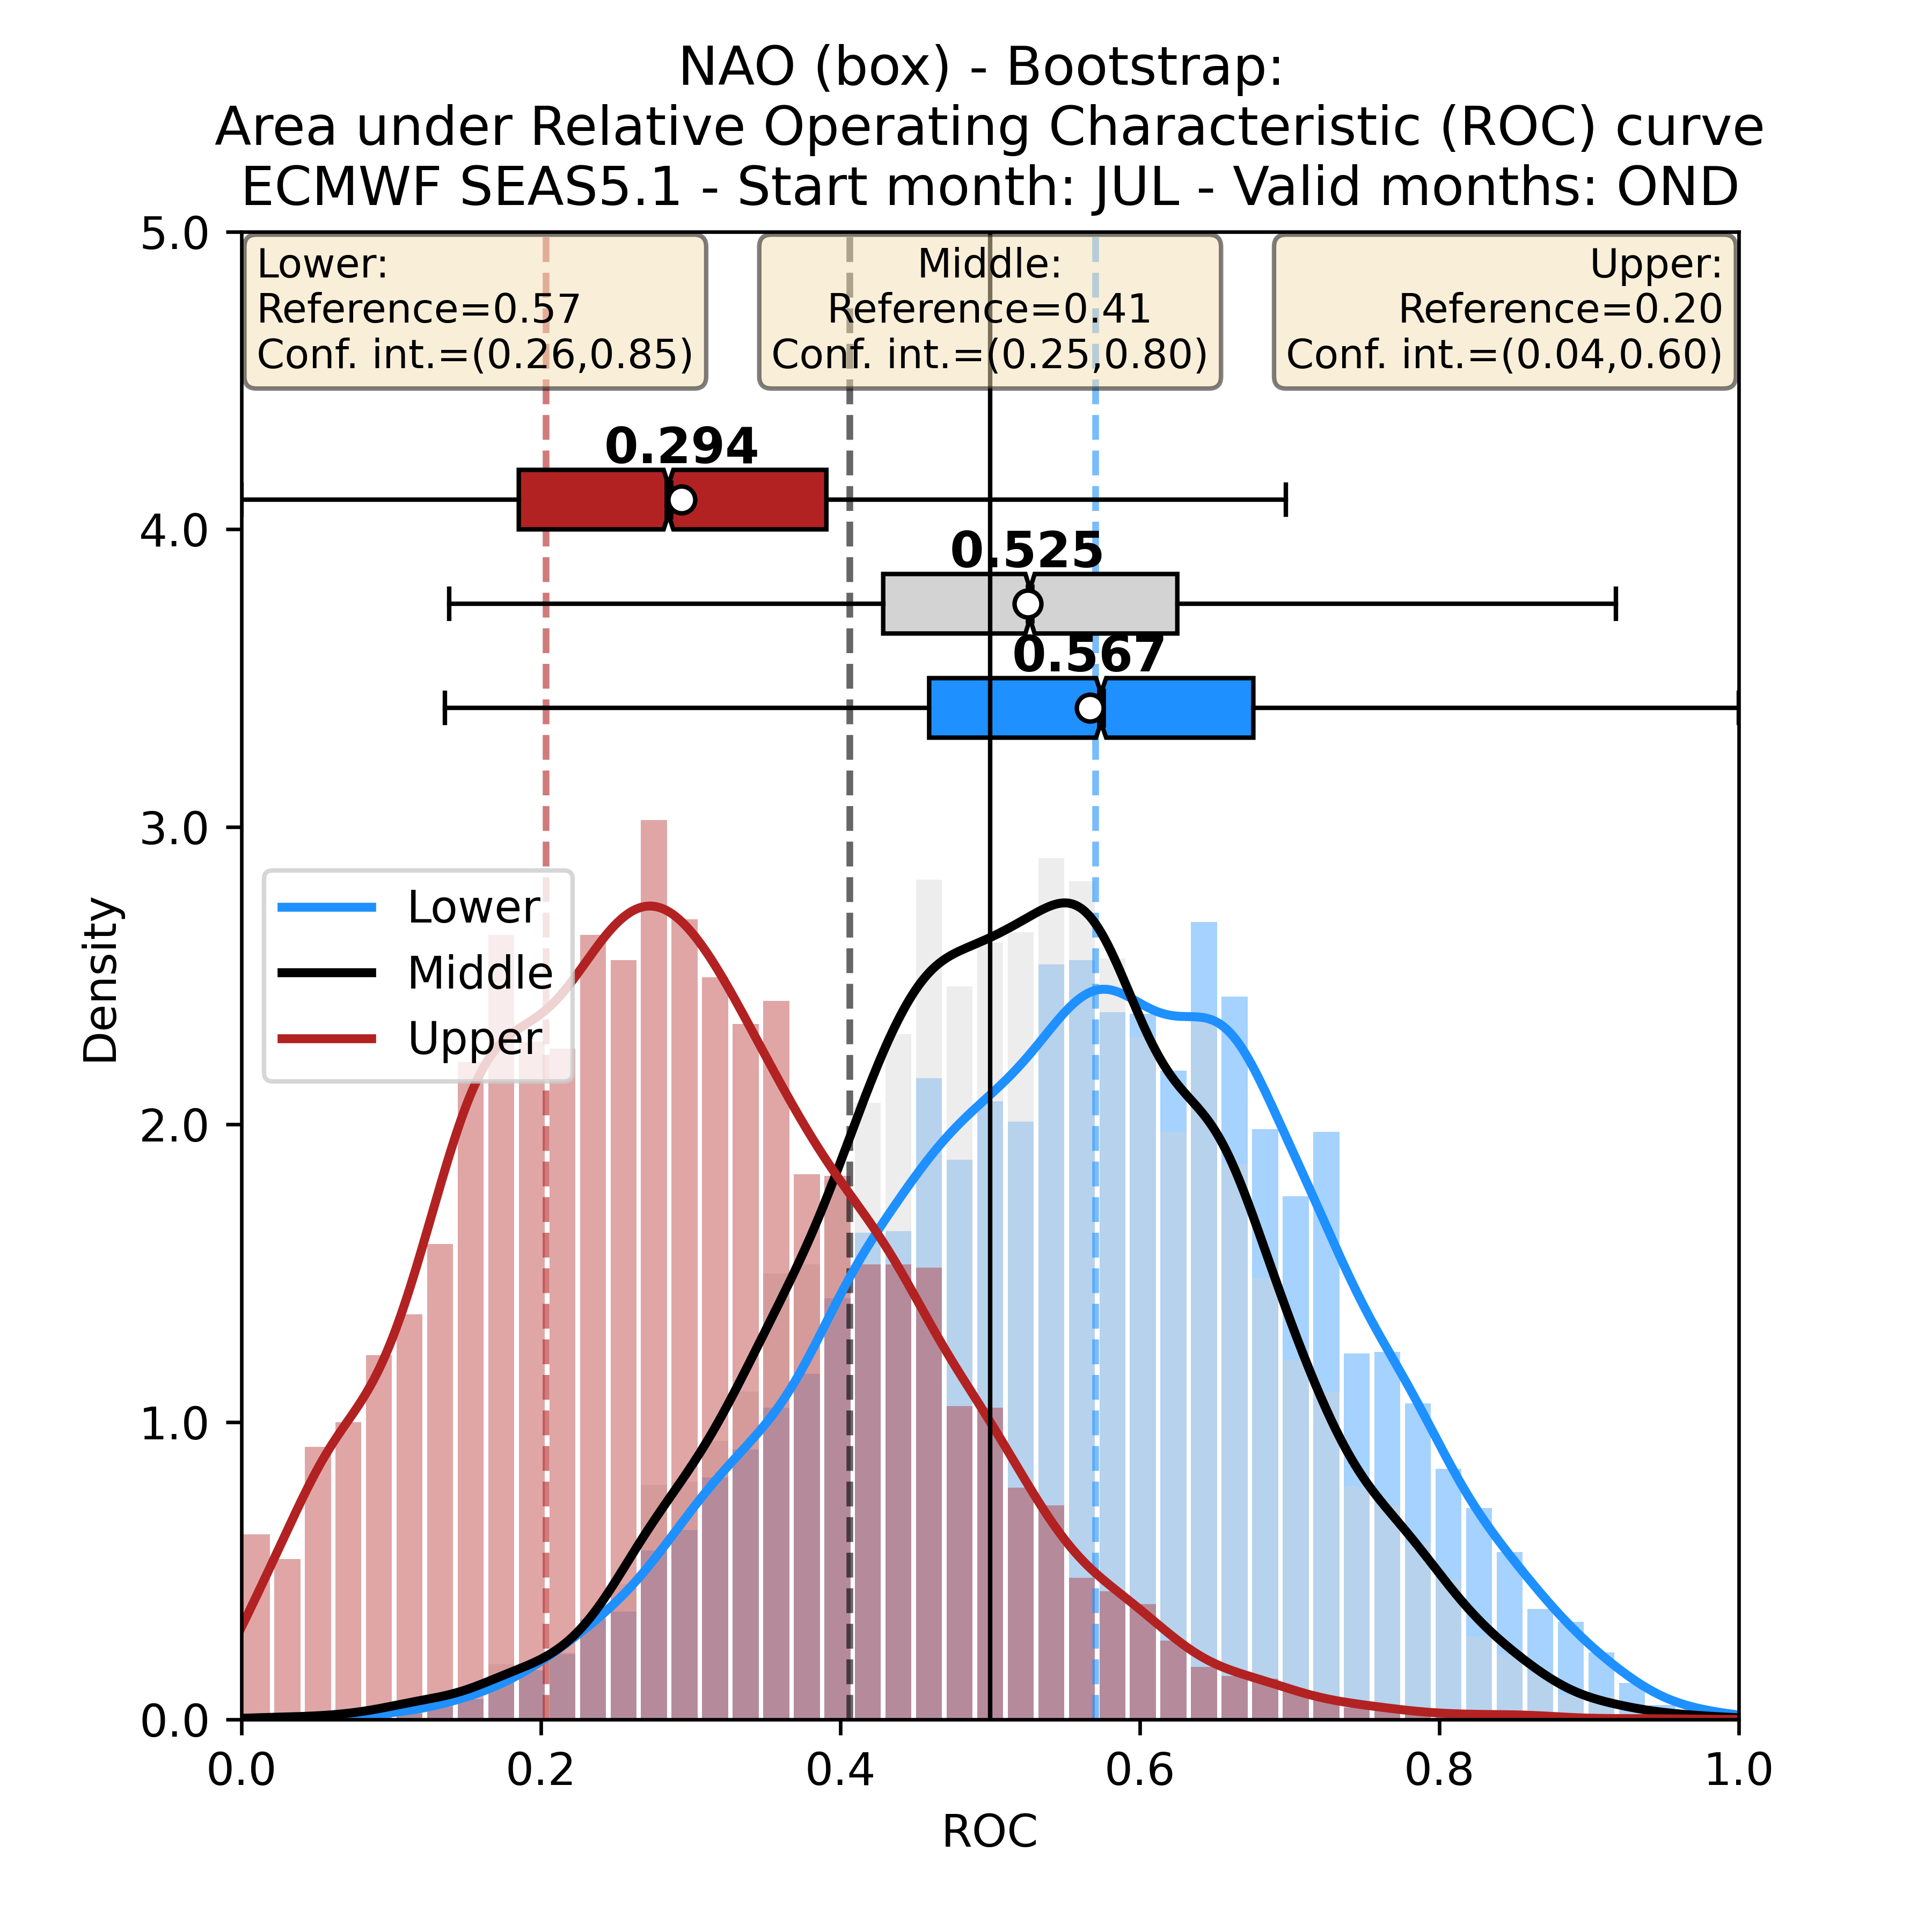 NAO (box) - Bootstrap:
Area under Relative Operating Characteristic (ROC) curve
ECMWF SEAS5.1 - Start month: JUL - Valid months: OND
5.0
Lower:
Reference=0.57
Conf. int.=(0.26,0.85)
Middle:
Reference=0.41
Conf. int.=(0.25,0.80)
Upper:
Reference=0.20
Conf. int.=(0.04,0.60)
0.294
4.0
0.525
0.567
3.0
Lower
Middle
Upper
Density
2.0
1.0
0.0
0.0 0.2 0.4 0.6 0.8 1.0
ROC